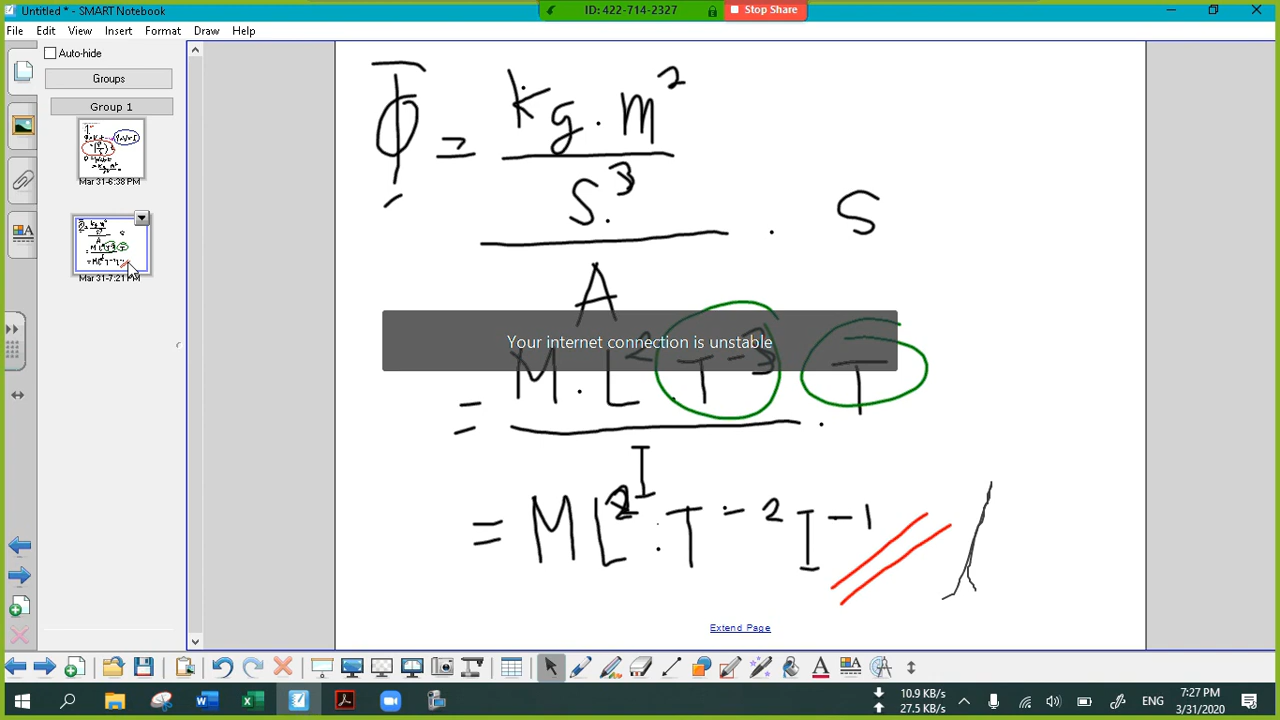 Untitled * - SMART Notebook
ID: 422-714-2327
Stop Share
File Edit View Insert Format Draw Help
Auto-hide
Groups
Group 1
Mar 31-6:38 PM
Mar 31-7:21 PM
Φ = kg . m²
S.³
. S
A
Your internet connection is unstable
= M . L² . T⁻³ . T
I
= M L² . T⁻² I⁻¹
Extend Page
10.9 KB/s
27.5 KB/s
ENG
7:27 PM
3/31/2020